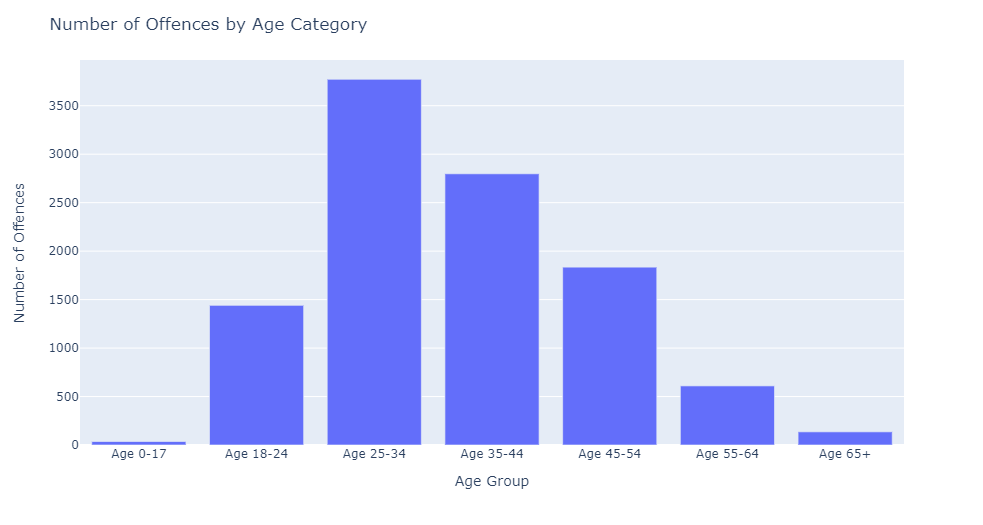 Number of Offences by Age Category
Number of Offences
3500
3000
2500
2000
1500
1000
500
0
Age 0-17 Age 18-24 Age 25-34 Age 35-44 Age 45-54 Age 55-64 Age 65+
Age Group